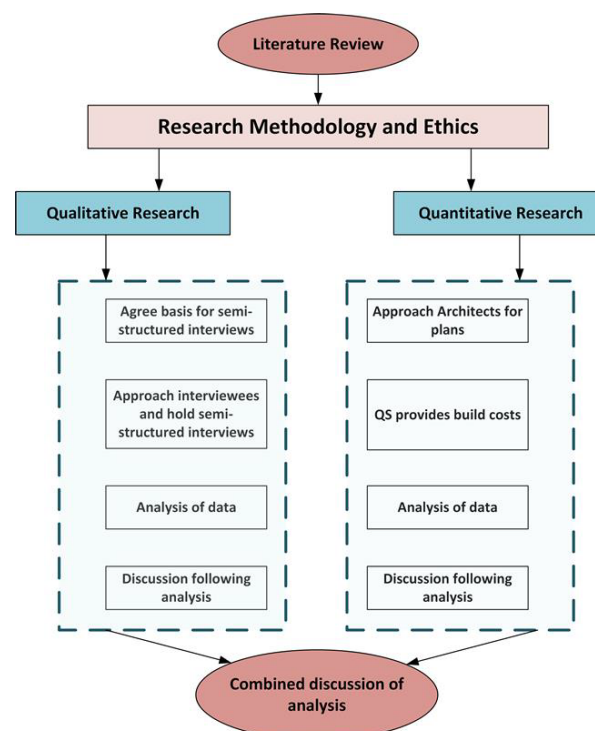 Literature Review
Research Methodology and Ethics
Qualitative Research
Quantitative Research
Agree basis for semi-
structured interviews
Approach interviewees
and hold semi-
structured interviews
Analysis of data
Discussion following
analysis
Approach Architects for
plans
QS provides build costs
Analysis of data
Discussion following
analysis
Combined discussion of
analysis